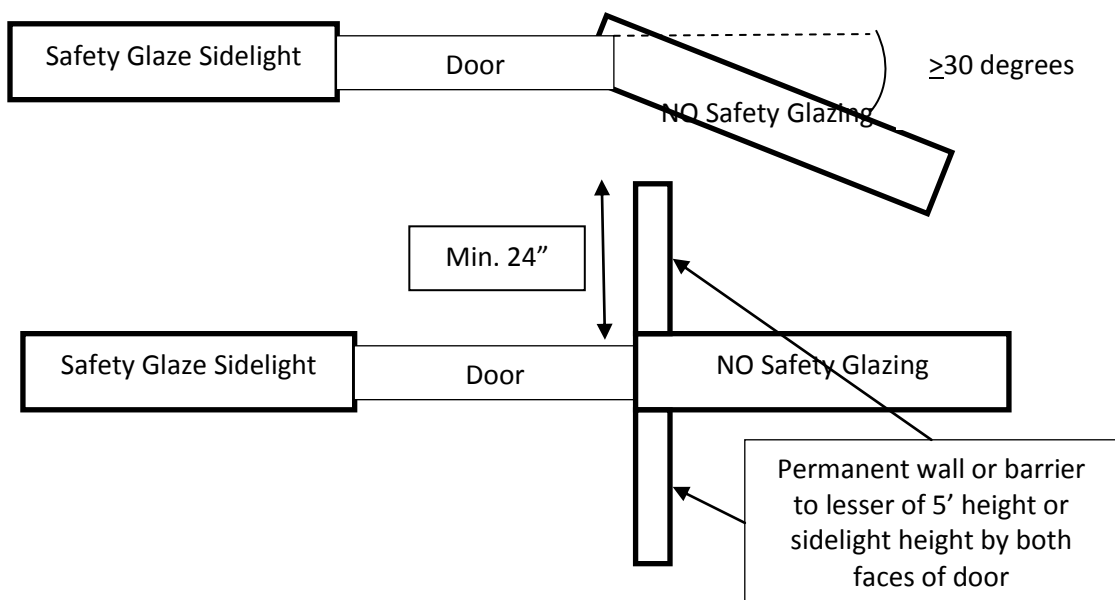 Safety Glaze Sidelight
Door
≥30 degrees
NO Safety Glazing
Min. 24”
Safety Glaze Sidelight
Door
NO Safety Glazing
Permanent wall or barrier
to lesser of 5’ height or
sidelight height by both
faces of door